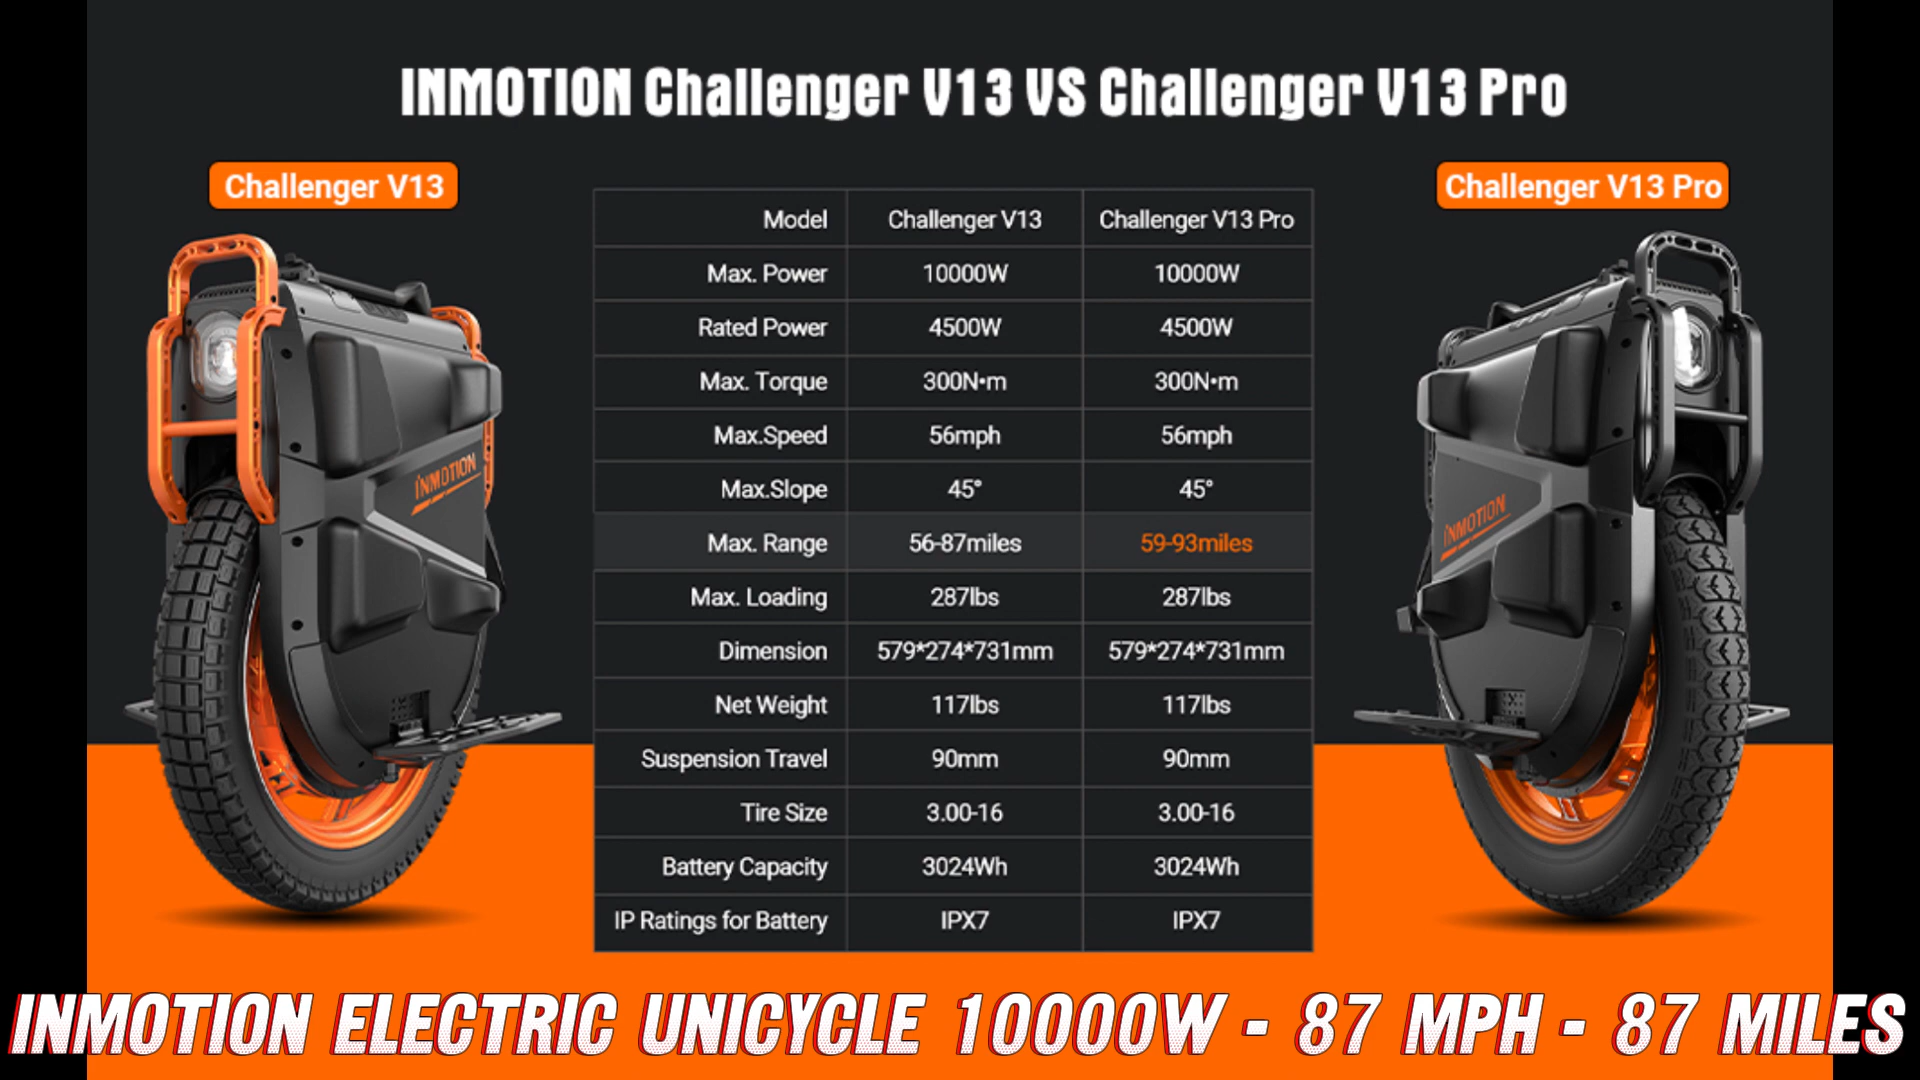 INMOTION Challenger V13 VS Challenger V13 Pro
Challenger V13
Challenger V13 Pro
Model Challenger V13 Challenger V13 Pro
Max. Power 10000W 10000W
Rated Power 4500W 4500W
Max. Torque 300N•m 300N•m
Max.Speed 56mph 56mph
Max.Slope 45° 45°
Max. Range 56-87miles 59-93miles
Max. Loading 287lbs 287lbs
Dimension 579*274*731mm 579*274*731mm
Net Weight 117lbs 117lbs
Suspension Travel 90mm 90mm
Tire Size 3.00-16 3.00-16
Battery Capacity 3024Wh 3024Wh
IP Ratings for Battery IPX7 IPX7
INMOTION
INMOTION
INMOTION ELECTRIC UNICYCLE 10000W - 87 MPH - 87 MILES